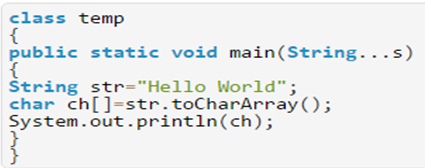 class temp
{
public static void main(String...s)
{
String str="Hello World";
char ch[]=str.toCharArray();
System.out.println(ch);
}
}